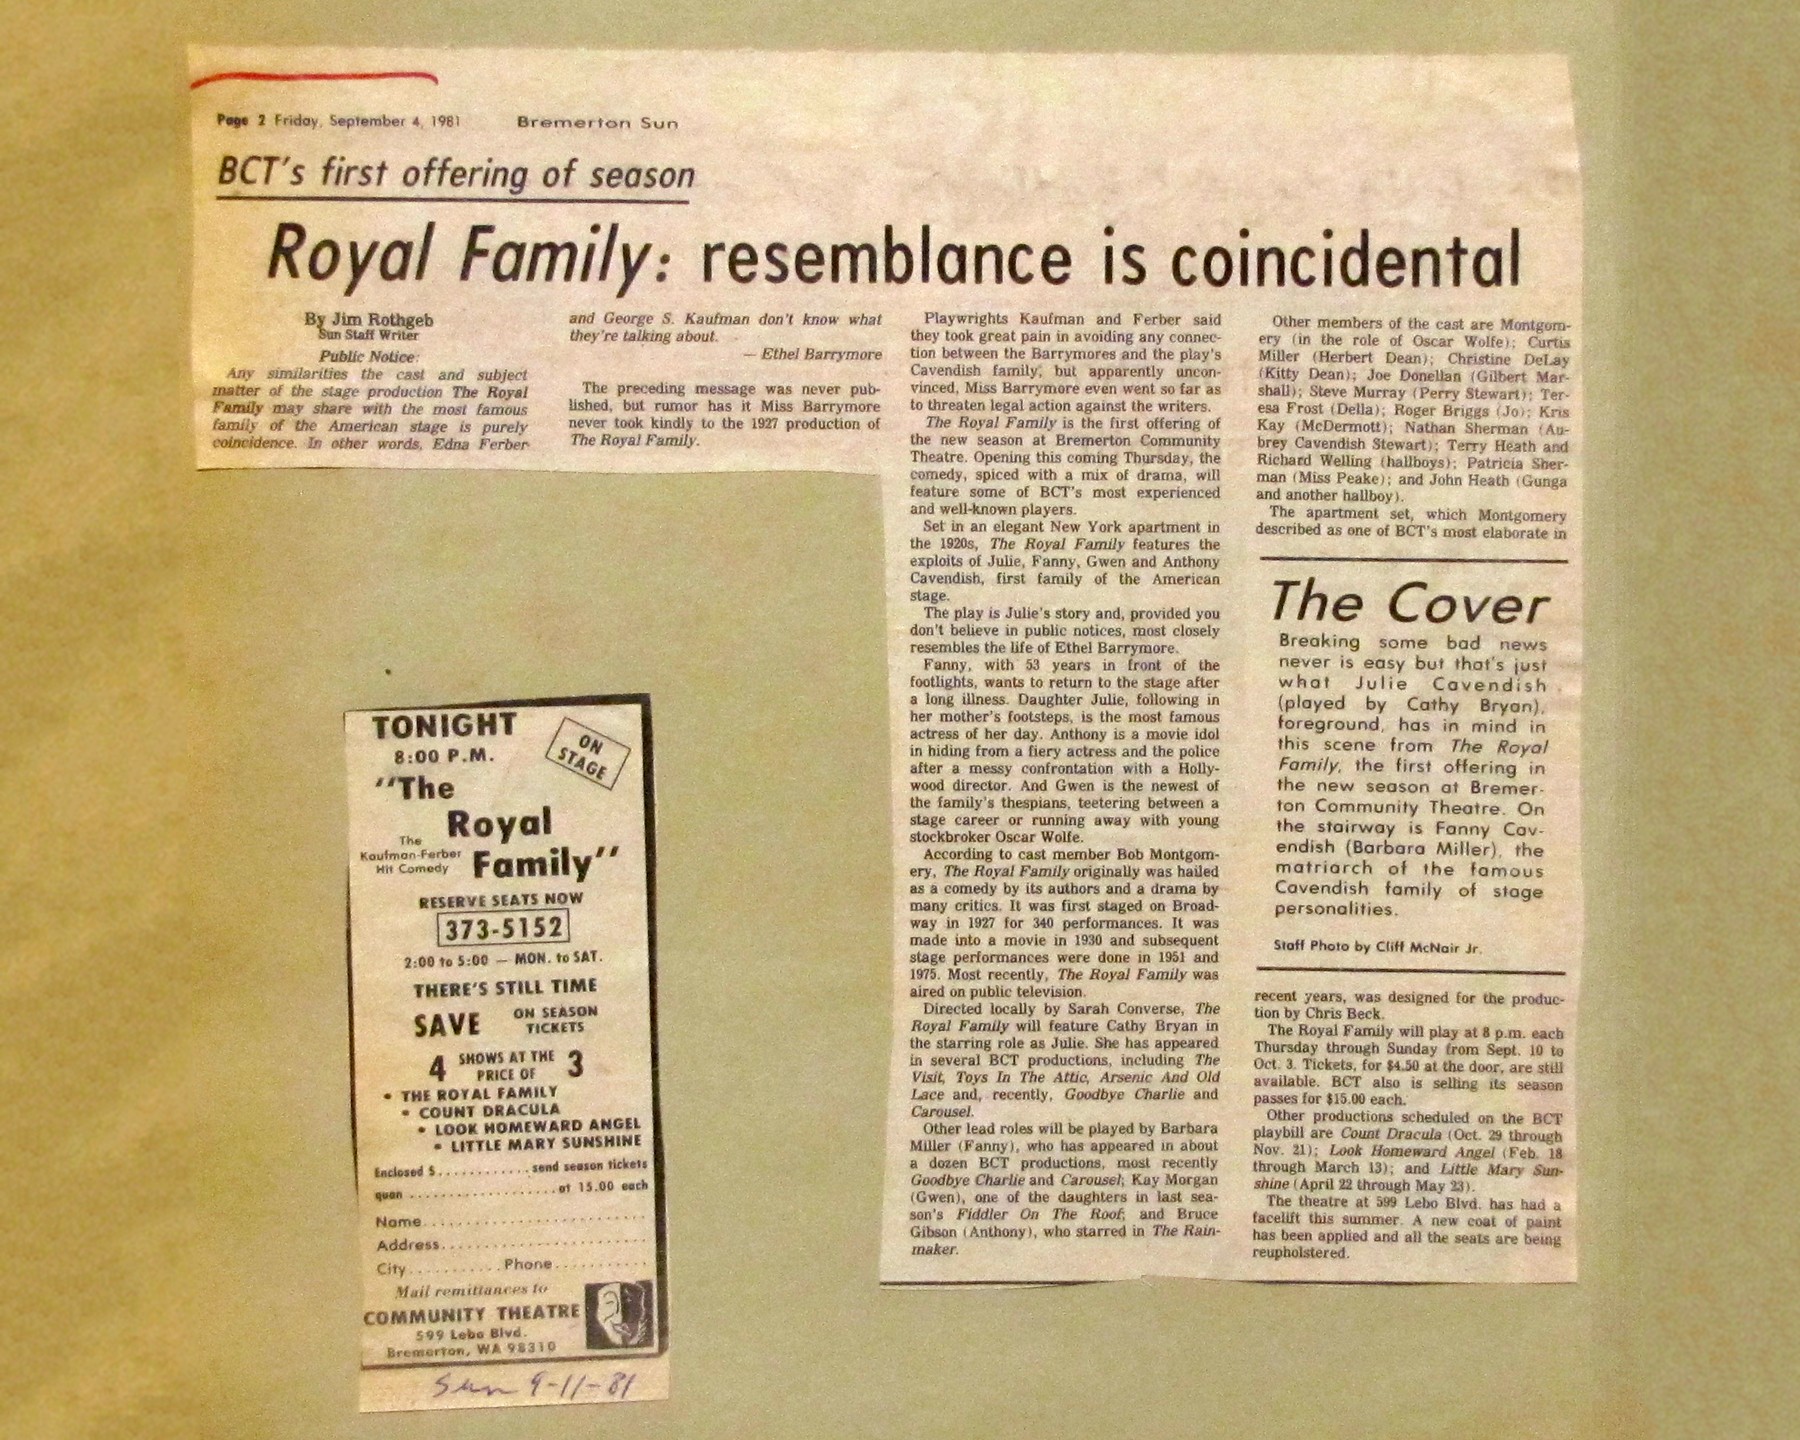 Page 2 Friday, September 4, 1981 Bremerton Sun
BCT's first offering of season
Royal Family: resemblance is coincidental
By Jim Rothgeb
Sun Staff Writer
Public Notice:
Any similarities the cast and subject
matter of the stage production The Royal
Family may share with the most famous
family of the American stage is purely
coincidence. In other words, Edna Ferber
and George S. Kaufman don't know what
they're talking about.
— Ethel Barrymore
The preceding message was never pub-
lished, but rumor has it Miss Barrymore
never took kindly to the 1927 production of
The Royal Family.
Playwrights Kaufman and Ferber said
they took great pain in avoiding any connec-
tion between the Barrymores and the play's
Cavendish family, but apparently uncon-
vinced, Miss Barrymore even went so far as
to threaten legal action against the writers.
The Royal Family is the first offering of
the new season at Bremerton Community
Theatre. Opening this coming Thursday, the
comedy, spiced with a mix of drama, will
feature some of BCT's most experienced
and well-known players.
Set in an elegant New York apartment in
the 1920s, The Royal Family features the
exploits of Julie, Fanny, Gwen and Anthony
Cavendish, first family of the American
stage.
The play is Julie's story and, provided you
don't believe in public notices, most closely
resembles the life of Ethel Barrymore.
Fanny, with 53 years in front of the
footlights, wants to return to the stage after
a long illness. Daughter Julie, following in
her mother's footsteps, is the most famous
actress of her day. Anthony is a movie idol
in hiding from a fiery actress and the police
after a messy confrontation with a Holly-
wood director. And Gwen is the newest of
the family's thespians, teetering between a
stage career or running away with young
stockbroker Oscar Wolfe.
According to cast member Bob Montgom-
ery, The Royal Family originally was hailed
as a comedy by its authors and a drama by
many critics. It was first staged on Broad-
way in 1927 for 340 performances. It was
made into a movie in 1930 and subsequent
stage performances were done in 1951 and
1975. Most recently, The Royal Family was
aired on public television.
Directed locally by Sarah Converse, The
Royal Family will feature Cathy Bryan in
the starring role as Julie. She has appeared
in several BCT productions, including The
Visit, Toys In The Attic, Arsenic And Old
Lace and, recently, Goodbye Charlie and
Carousel.
Other lead roles will be played by Barbara
Miller (Fanny), who has appeared in about
a dozen BCT productions, most recently
Goodbye Charlie and Carousel; Kay Morgan
(Gwen), one of the daughters in last sea-
son's Fiddler On The Roof; and Bruce
Gibson (Anthony), who starred in The Rain-
maker.
Other members of the cast are Montgom-
ery (in the role of Oscar Wolfe); Curtis
Miller (Herbert Dean); Christine DeLay
(Kitty Dean); Joe Donellan (Gilbert Mar-
shall); Steve Murray (Perry Stewart); Ter-
esa Frost (Della); Roger Briggs (Jo); Kris
Kay (McDermott); Nathan Sherman (Au-
brey Cavendish Stewart); Terry Heath and
Richard Welling (hallboys); Patricia Sher-
man (Miss Peake); and John Heath (Gunga
and another hallboy).
The apartment set, which Montgomery
described as one of BCT's most elaborate in
The Cover
Breaking some bad news
never is easy but that's just
what Julie Cavendish
(played by Cathy Bryan),
foreground, has in mind in
this scene from The Royal
Family, the first offering in
the new season at Bremer-
ton Community Theatre. On
the stairway is Fanny Cav-
endish (Barbara Miller), the
matriarch of the famous
Cavendish family of stage
personalities.
Staff Photo by Cliff McNair Jr.
recent years, was designed for the produc-
tion by Chris Beck.
The Royal Family will play at 8 p.m. each
Thursday through Sunday from Sept. 10 to
Oct. 3. Tickets, for $4.50 at the door, are still
available. BCT also is selling its season
passes for $15.00 each.
Other productions scheduled on the BCT
playbill are Count Dracula (Oct. 29 through
Nov. 21); Look Homeward Angel (Feb. 18
through March 13); and Little Mary Sun-
shine (April 22 through May 23).
The theatre at 599 Lebo Blvd. has had a
facelift this summer. A new coat of paint
has been applied and all the seats are being
reupholstered.
TONIGHT
8:00 P.M.
ON
STAGE
"The
Royal
Family"
The
Kaufman-Ferber
Hit Comedy
RESERVE SEATS NOW
373-5152
2:00 to 5:00 — MON. to SAT.
THERE'S STILL TIME
SAVE ON SEASON
TICKETS
4 SHOWS AT THE
PRICE OF 3
• THE ROYAL FAMILY
• COUNT DRACULA
• LOOK HOMEWARD ANGEL
• LITTLE MARY SUNSHINE
Enclosed $............send season tickets
quan ....................at 15.00 each
Name..............................
Address............................
City...........Phone............
Mail remittances to
COMMUNITY THEATRE
599 Lebo Blvd.
Bremerton, WA 98310
Sun 9-11-81